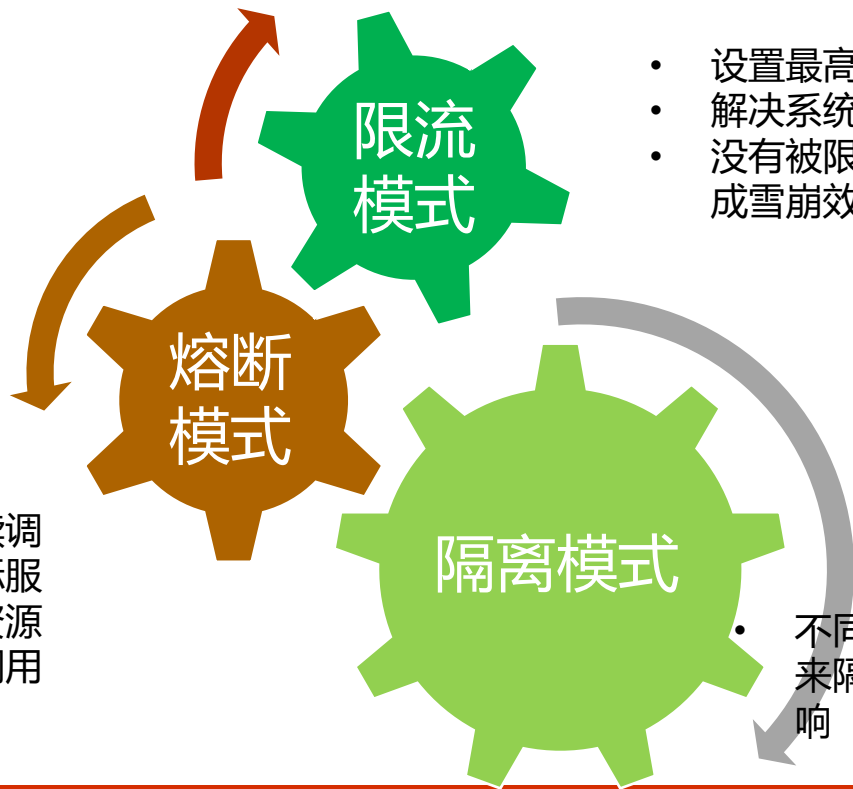 • 设置最高
• 解决系统
• 没有被限
成雪崩效
限流
模式
熔断
模式
调
服
资源
用
隔离模式
• 不同
来隔
响